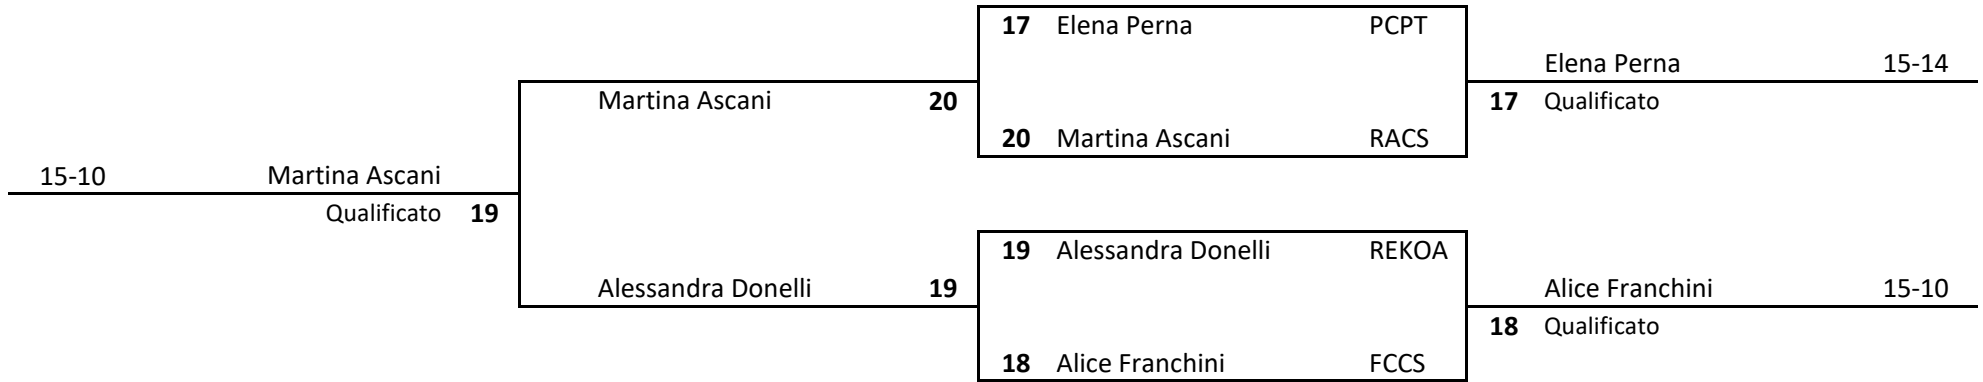 17 Elena Perna PCPT
Elena Perna 15-14
Martina Ascani 20
17 Qualificato
20 Martina Ascani RACS
15-10 Martina Ascani
Qualificato 19
19 Alessandra Donelli REKOA
Alessandra Donelli 19
Alice Franchini 15-10
18 Qualificato
18 Alice Franchini FCCS